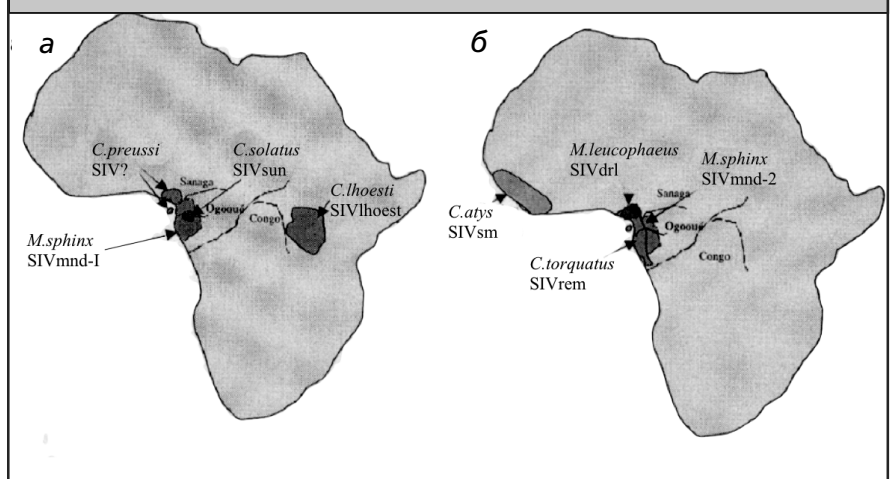 а
C.preussi
SIV?
C.solatus
SIVsun
Sanaga
Ogooué
C.lhoesti
SIVlhoest
Congo
M.sphinx
SIVmnd-I
б
M.leucophaeus
SIVdrl
M.sphinx
SIVmnd-2
Sanaga
C.atys
SIVsm
Ogooué
Congo
C.torquatus
SIVrem